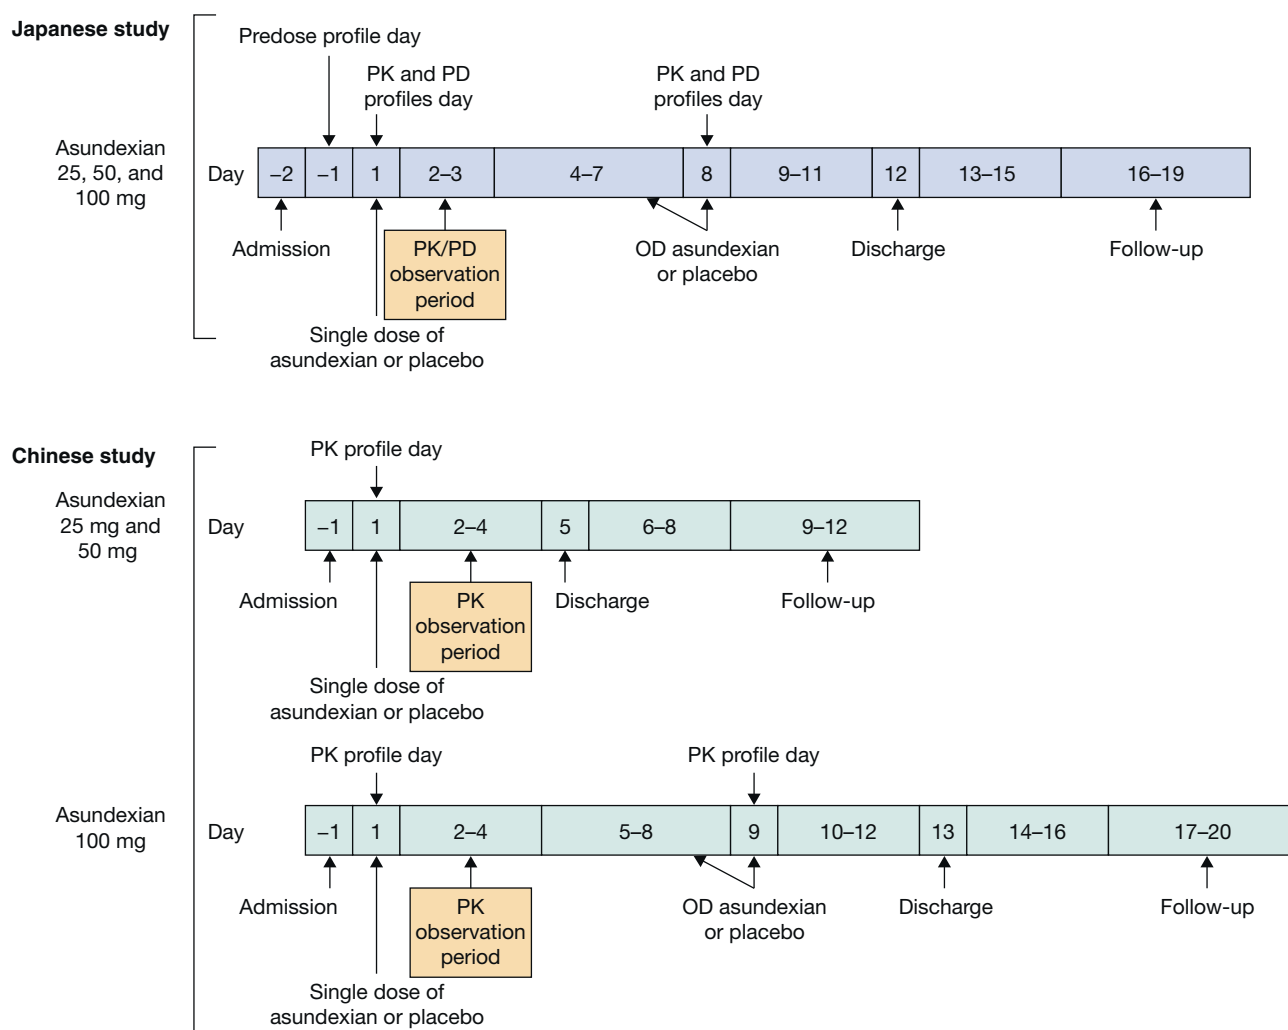 Japanese study
Predose profile day
PK and PD
profiles day
PK and PD
profiles day
Asundexian
25, 50, and
100 mg
Day
–2
–1
1
2–3
4–7
8
9–11
12
13–15
16–19
Admission
PK/PD
observation
period
OD asundexian
or placebo
Discharge
Follow-up
Single dose of
asundexian or placebo
Chinese study
PK profile day
Asundexian
25 mg and
50 mg
Day
–1
1
2–4
5
6–8
9–12
Admission
PK
observation
period
Discharge
Follow-up
Single dose of
asundexian or placebo
PK profile day
PK profile day
Asundexian
100 mg
Day
–1
1
2–4
5–8
9
10–12
13
14–16
17–20
Admission
PK
observation
period
OD asundexian
or placebo
Discharge
Follow-up
Single dose of
asundexian or placebo